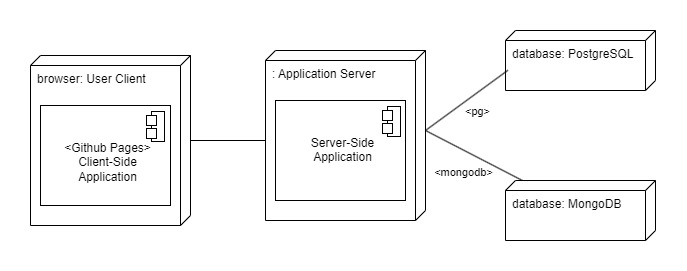 browser: User Client
<Github Pages>
Client-Side
Application
: Application Server
Server-Side
Application
<pg>
<mongodb>
database: PostgreSQL
database: MongoDB